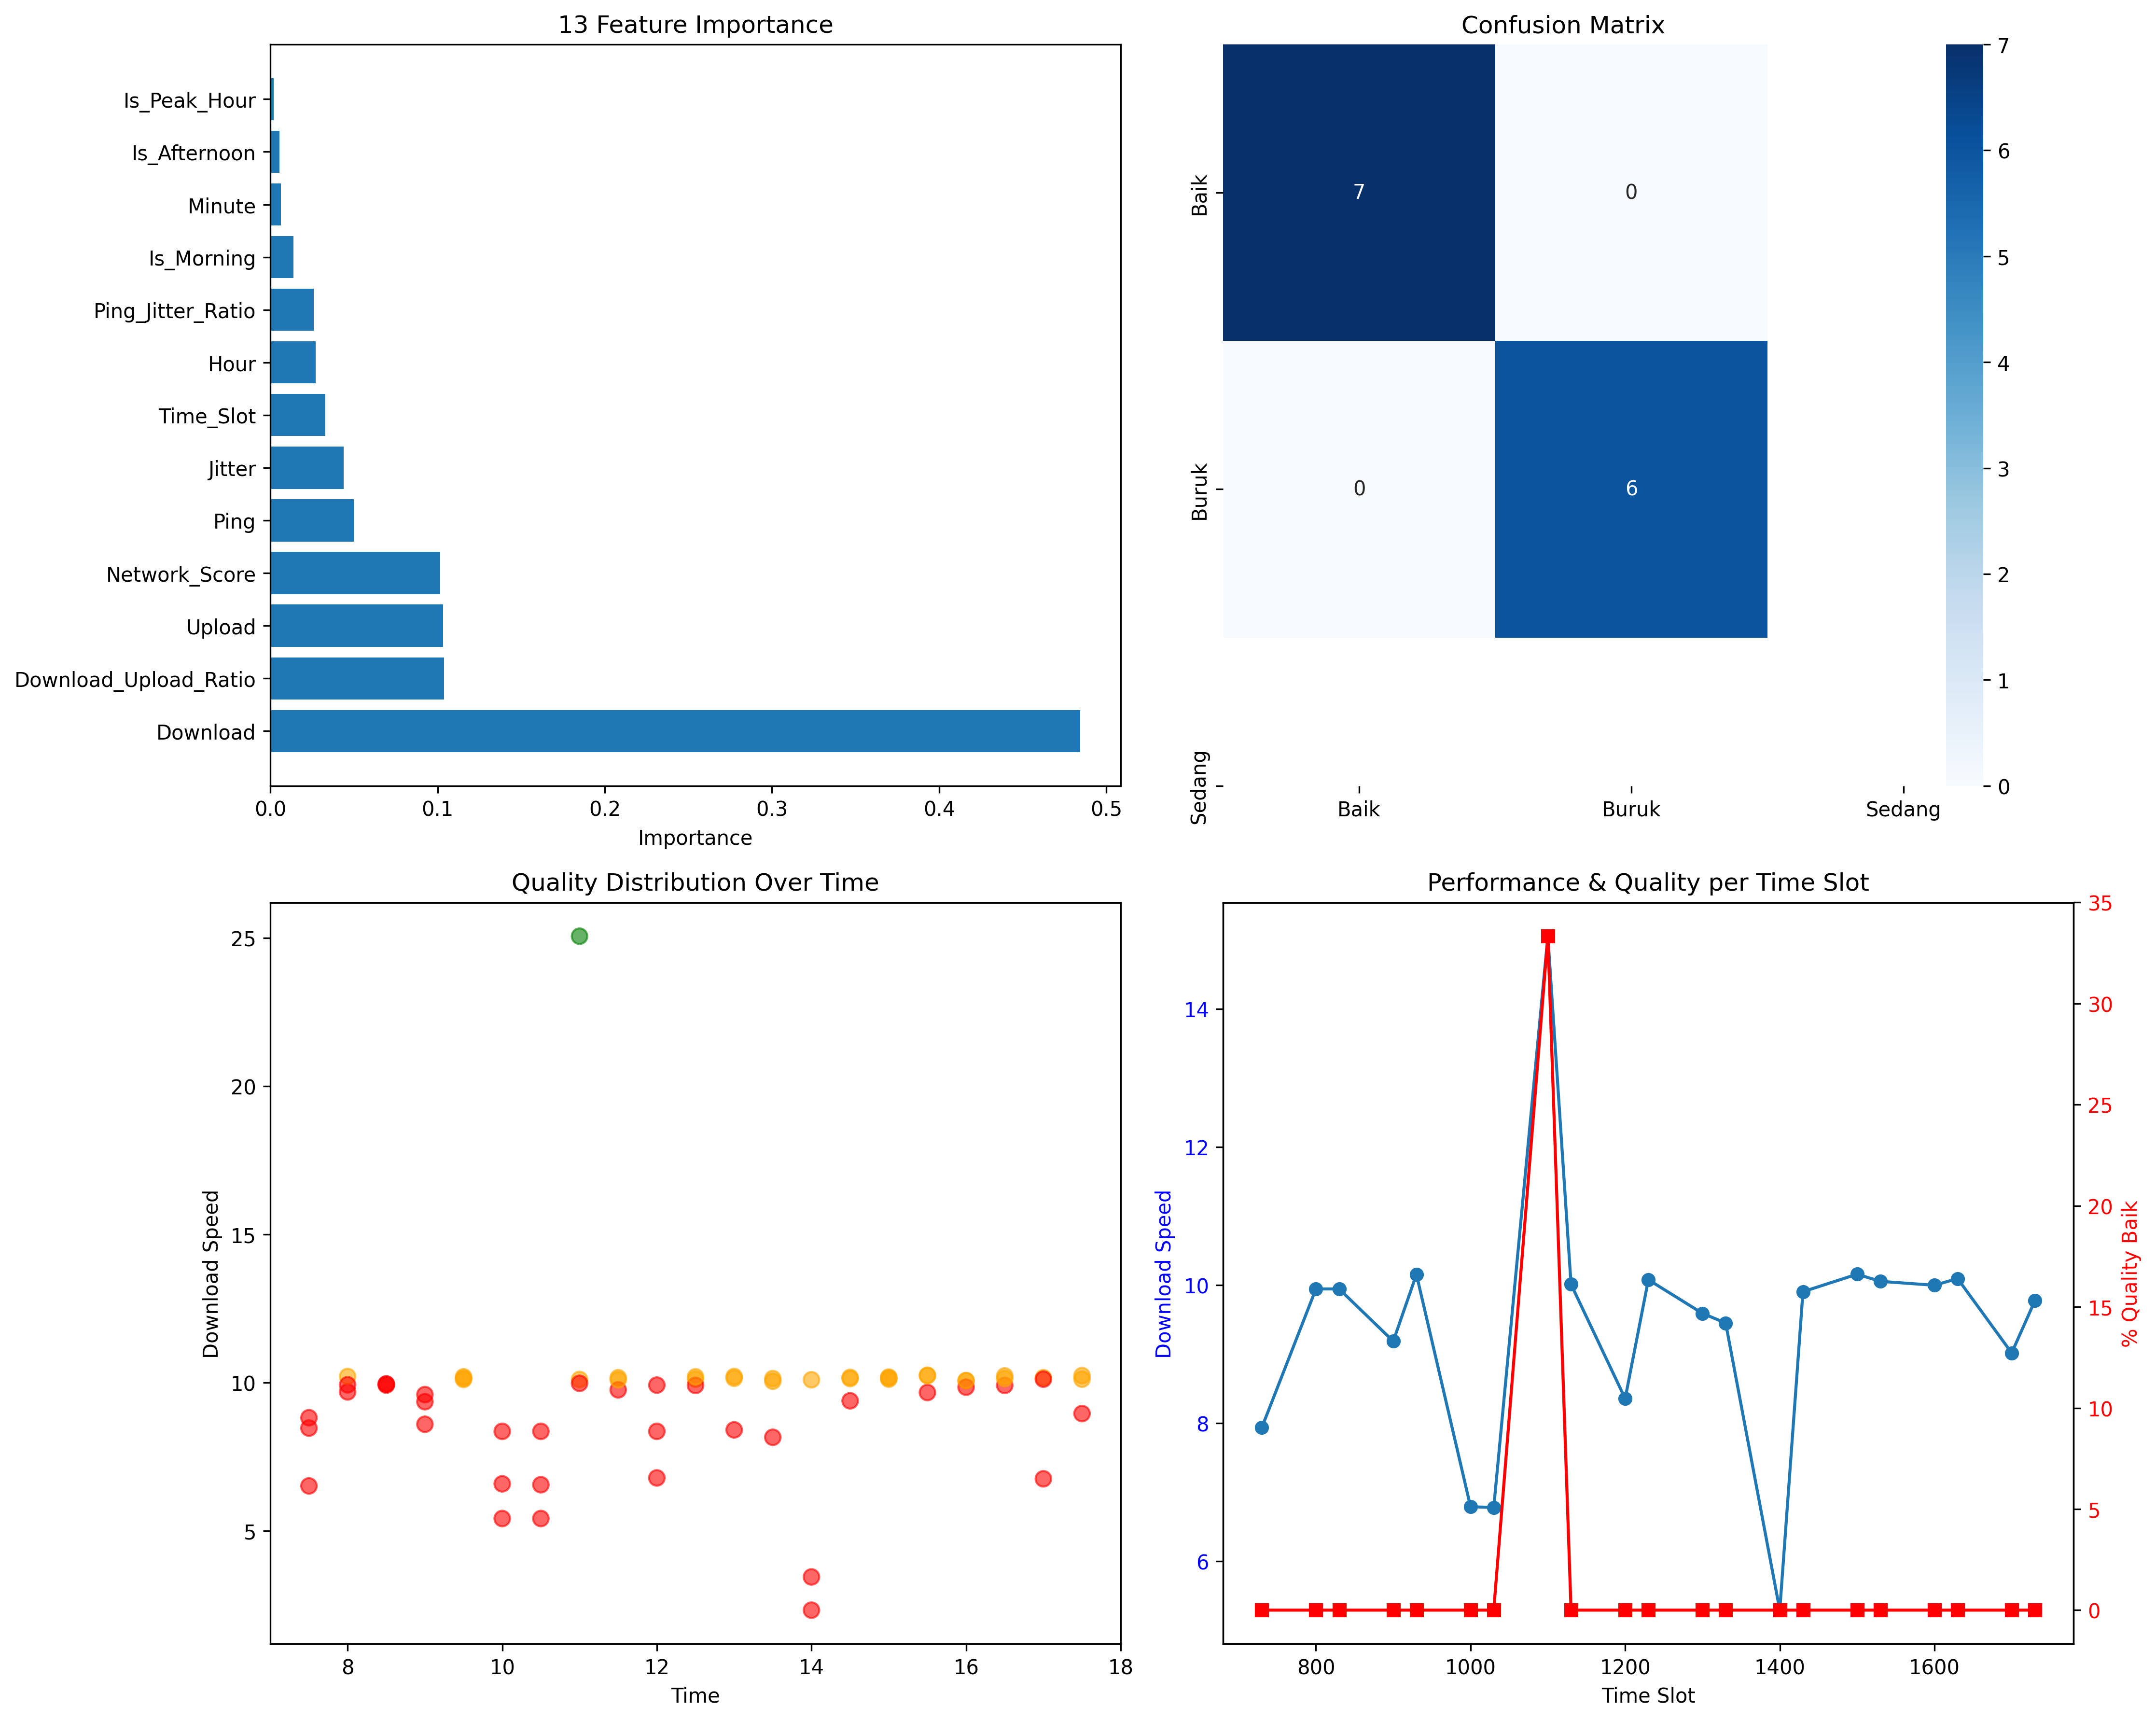 13 Feature Importance
Is_Peak_Hour
Is_Afternoon
Minute
Is_Morning
Ping_Jitter_Ratio
Hour
Time_Slot
Jitter
Ping
Network_Score
Upload
Download_Upload_Ratio
Download
0.0 0.1 0.2 0.3 0.4 0.5
Importance
Confusion Matrix
Baik
Buruk
Sedang
7 0
0 6
Baik Buruk Sedang
7
6
5
4
3
2
1
0
Quality Distribution Over Time
Download Speed
25
20
15
10
5
8 10 12 14 16 18
Time
Performance & Quality per Time Slot
Download Speed
14
12
10
8
6
800 1000 1200 1400 1600
Time Slot
35
30
25
20
15
10
5
0
% Quality Baik